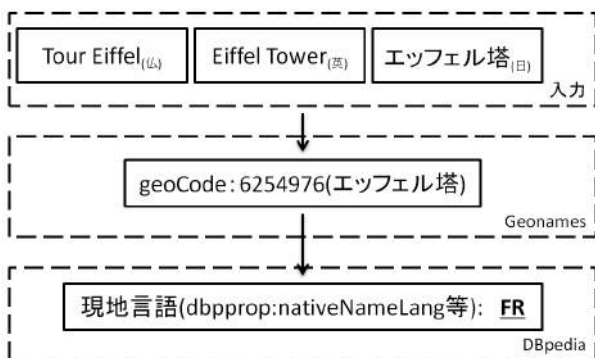 Tour Eiffel(仏) Eiffel Tower(英) エッフェル塔(日)
入力
geoCode:6254976(エッフェル塔)
Geonames
現地言語(dbpprop:nativeNameLang等): FR
DBpedia